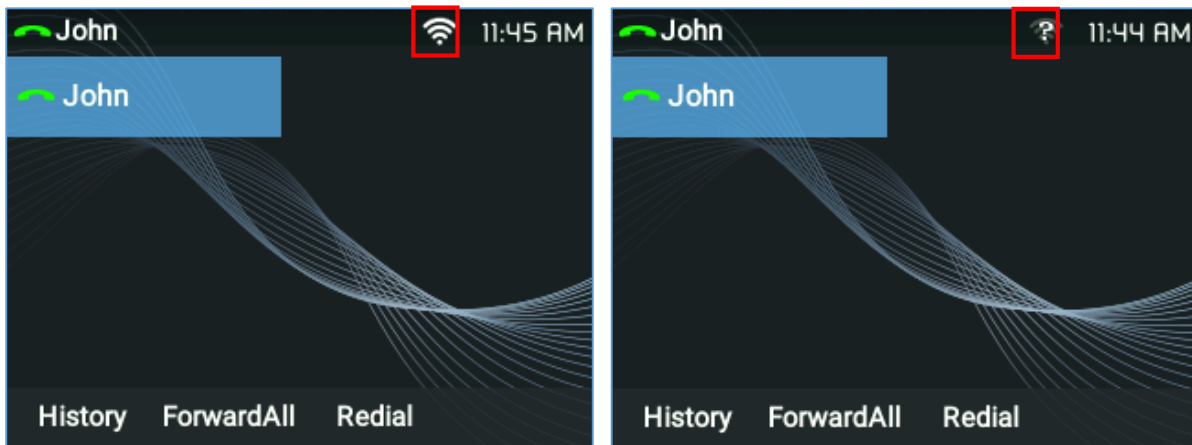 John 11:45 AM
John
History ForwardAll Redial
John ? 11:44 AM
John
History ForwardAll Redial